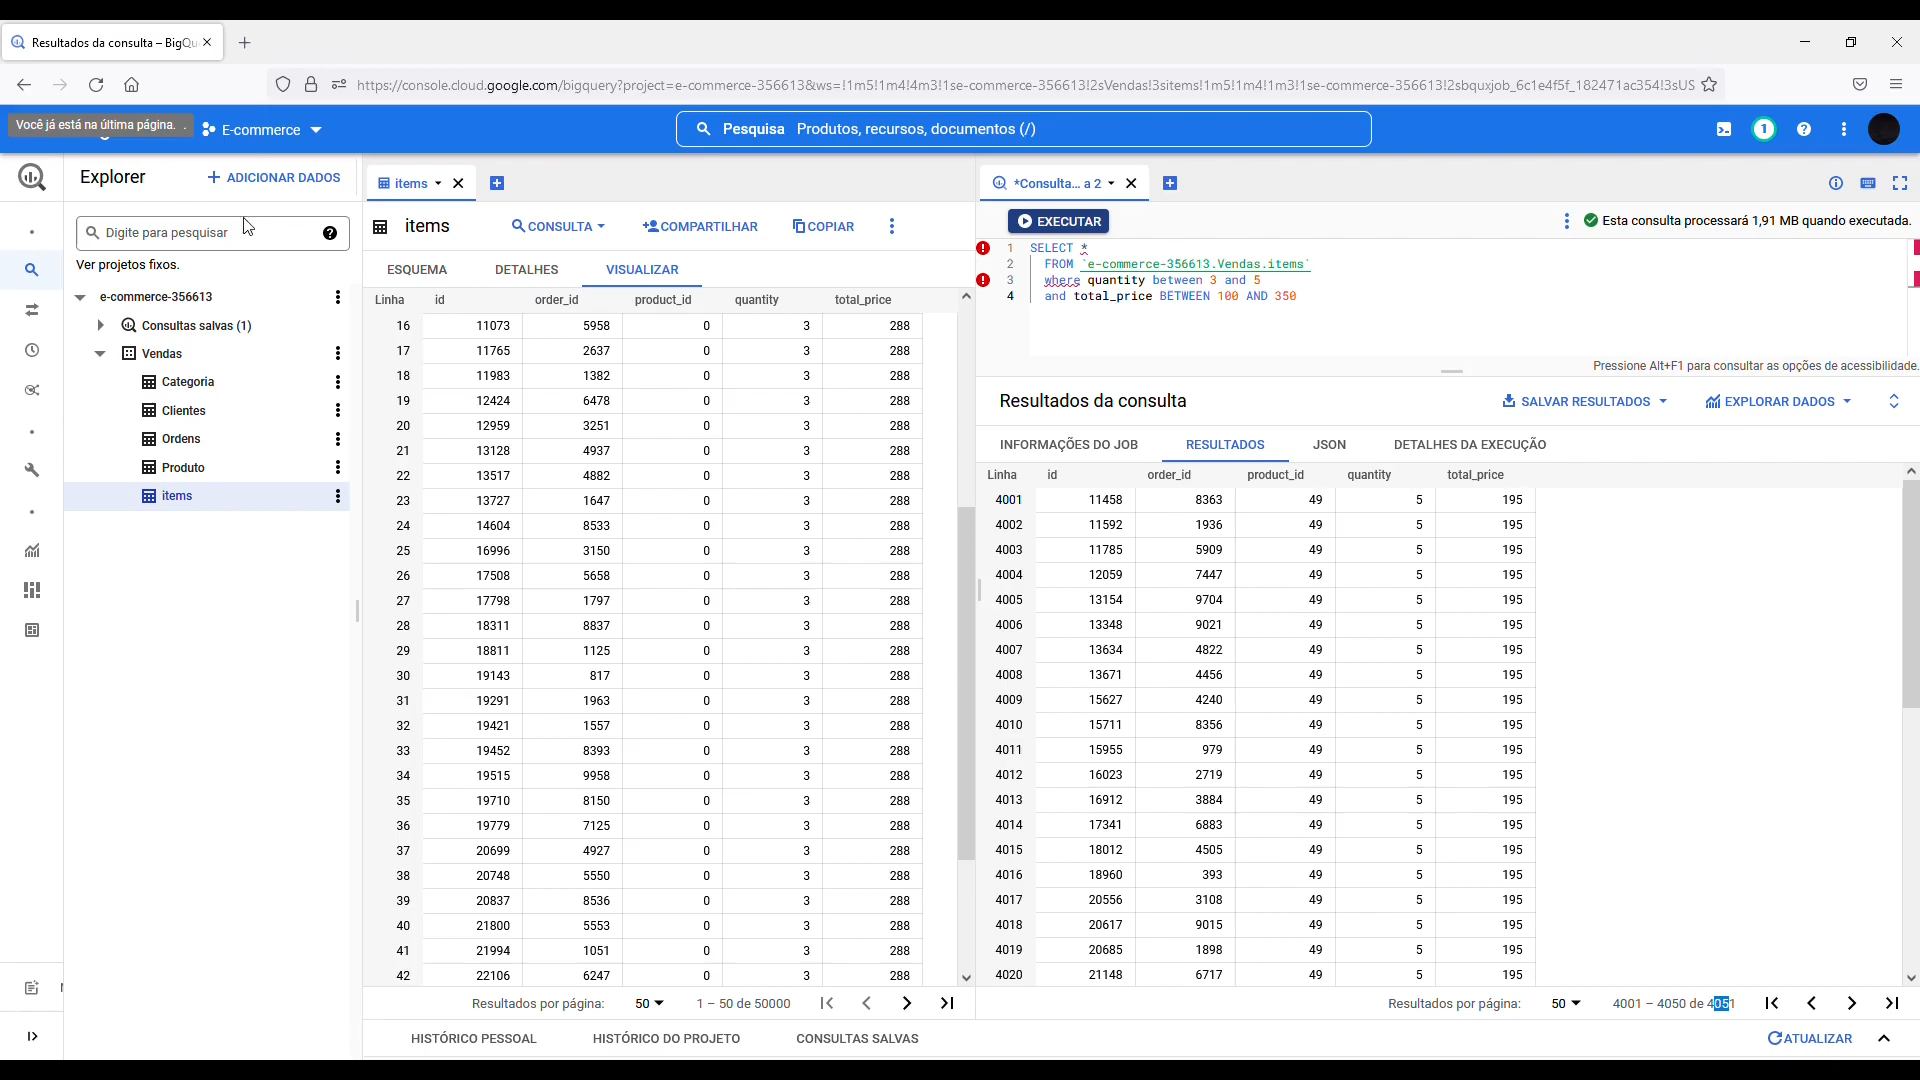 Resultados da consulta – BigQu
https://console.cloud.google.com/bigquery?project=e-commerce-356613&ws=!1m5!1m4!4m3!1se-commerce-356613!2sVendas!3sitems!1m5!1m4!1m3!1se-commerce-356613!2sbquxjob_6c1e4f5f_182471ac354!3sUS
Você já está na última página. .
E-commerce
Pesquisa Produtos, recursos, documentos (/)
1
Explorer
ADICIONAR DADOS
Digite para pesquisar
Ver projetos fixos.
e-commerce-356613
Consultas salvas (1)
Vendas
Categoria
Clientes
Ordens
Produto
items
items
items
CONSULTA
COMPARTILHAR
COPIAR
ESQUEMA DETALHES VISUALIZAR
Linha id order_id product_id quantity total_price
16 11073 5958 0 3 288
17 11765 2637 0 3 288
18 11983 1382 0 3 288
19 12424 6478 0 3 288
20 12959 3251 0 3 288
21 13128 4937 0 3 288
22 13517 4882 0 3 288
23 13727 1647 0 3 288
24 14604 8533 0 3 288
25 16996 3150 0 3 288
26 17508 5658 0 3 288
27 17798 1797 0 3 288
28 18311 8837 0 3 288
29 18811 1125 0 3 288
30 19143 817 0 3 288
31 19291 1963 0 3 288
32 19421 1557 0 3 288
33 19452 8393 0 3 288
34 19515 9958 0 3 288
35 19710 8150 0 3 288
36 19779 7125 0 3 288
37 20699 4927 0 3 288
38 20748 5550 0 3 288
39 20837 8536 0 3 288
40 21800 5553 0 3 288
41 21994 1051 0 3 288
42 22106 6247 0 3 288
Resultados por página: 50 1 – 50 de 50000
*Consulta... a 2
EXECUTAR
Esta consulta processará 1,91 MB quando executada.
1 SELECT *
2 FROM `e-commerce-356613.Vendas.items`
3 where quantity between 3 and 5
4 and total_price BETWEEN 100 AND 350
Pressione Alt+F1 para consultar as opções de acessibilidade.
Resultados da consulta
SALVAR RESULTADOS
EXPLORAR DADOS
INFORMAÇÕES DO JOB RESULTADOS JSON DETALHES DA EXECUÇÃO
Linha id order_id product_id quantity total_price
4001 11458 8363 49 5 195
4002 11592 1936 49 5 195
4003 11785 5909 49 5 195
4004 12059 7447 49 5 195
4005 13154 9704 49 5 195
4006 13348 9021 49 5 195
4007 13634 4822 49 5 195
4008 13671 4456 49 5 195
4009 15627 4240 49 5 195
4010 15711 8356 49 5 195
4011 15955 979 49 5 195
4012 16023 2719 49 5 195
4013 16912 3884 49 5 195
4014 17341 6883 49 5 195
4015 18012 4505 49 5 195
4016 18960 393 49 5 195
4017 20556 3108 49 5 195
4018 20617 9015 49 5 195
4019 20685 1898 49 5 195
4020 21148 6717 49 5 195
Resultados por página: 50 4001 – 4050 de 4051
HISTÓRICO PESSOAL HISTÓRICO DO PROJETO CONSULTAS SALVAS
ATUALIZAR